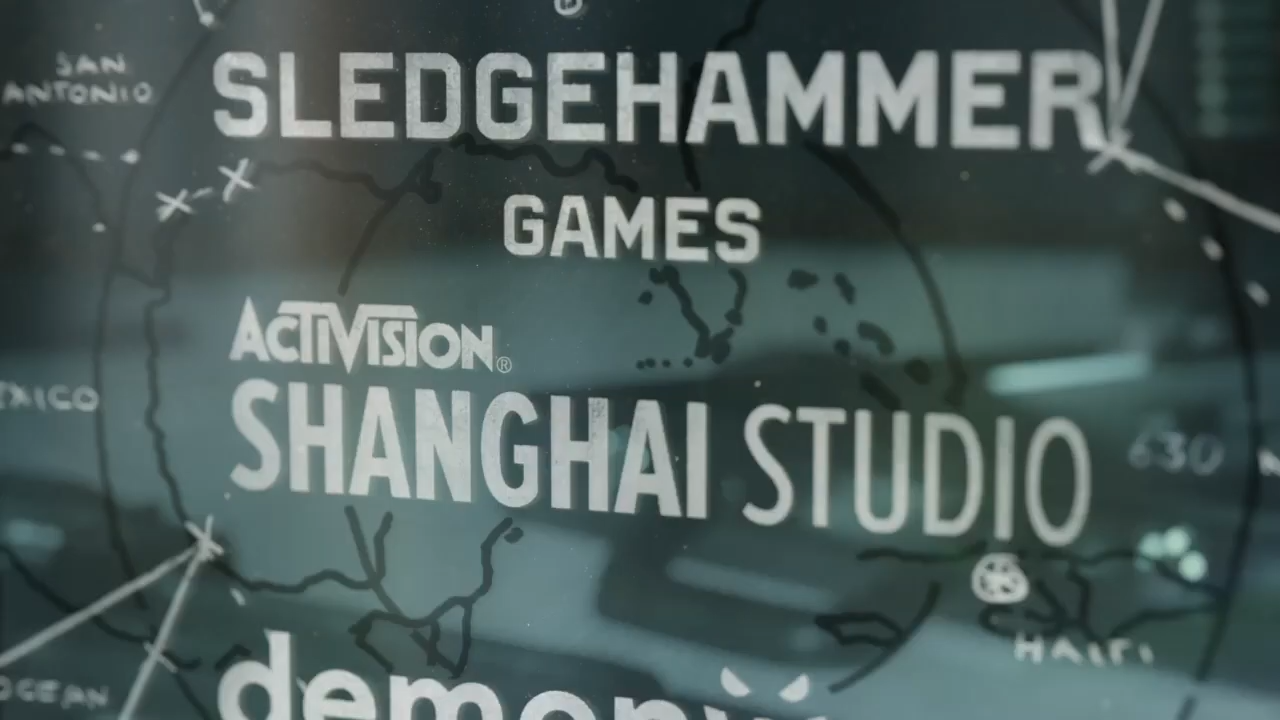 SAN
ANTONIO
SLEDGEHAMMER
GAMES
ACTIVISION®
SHANGHAI STUDIO
630
HAITI
OCEAN